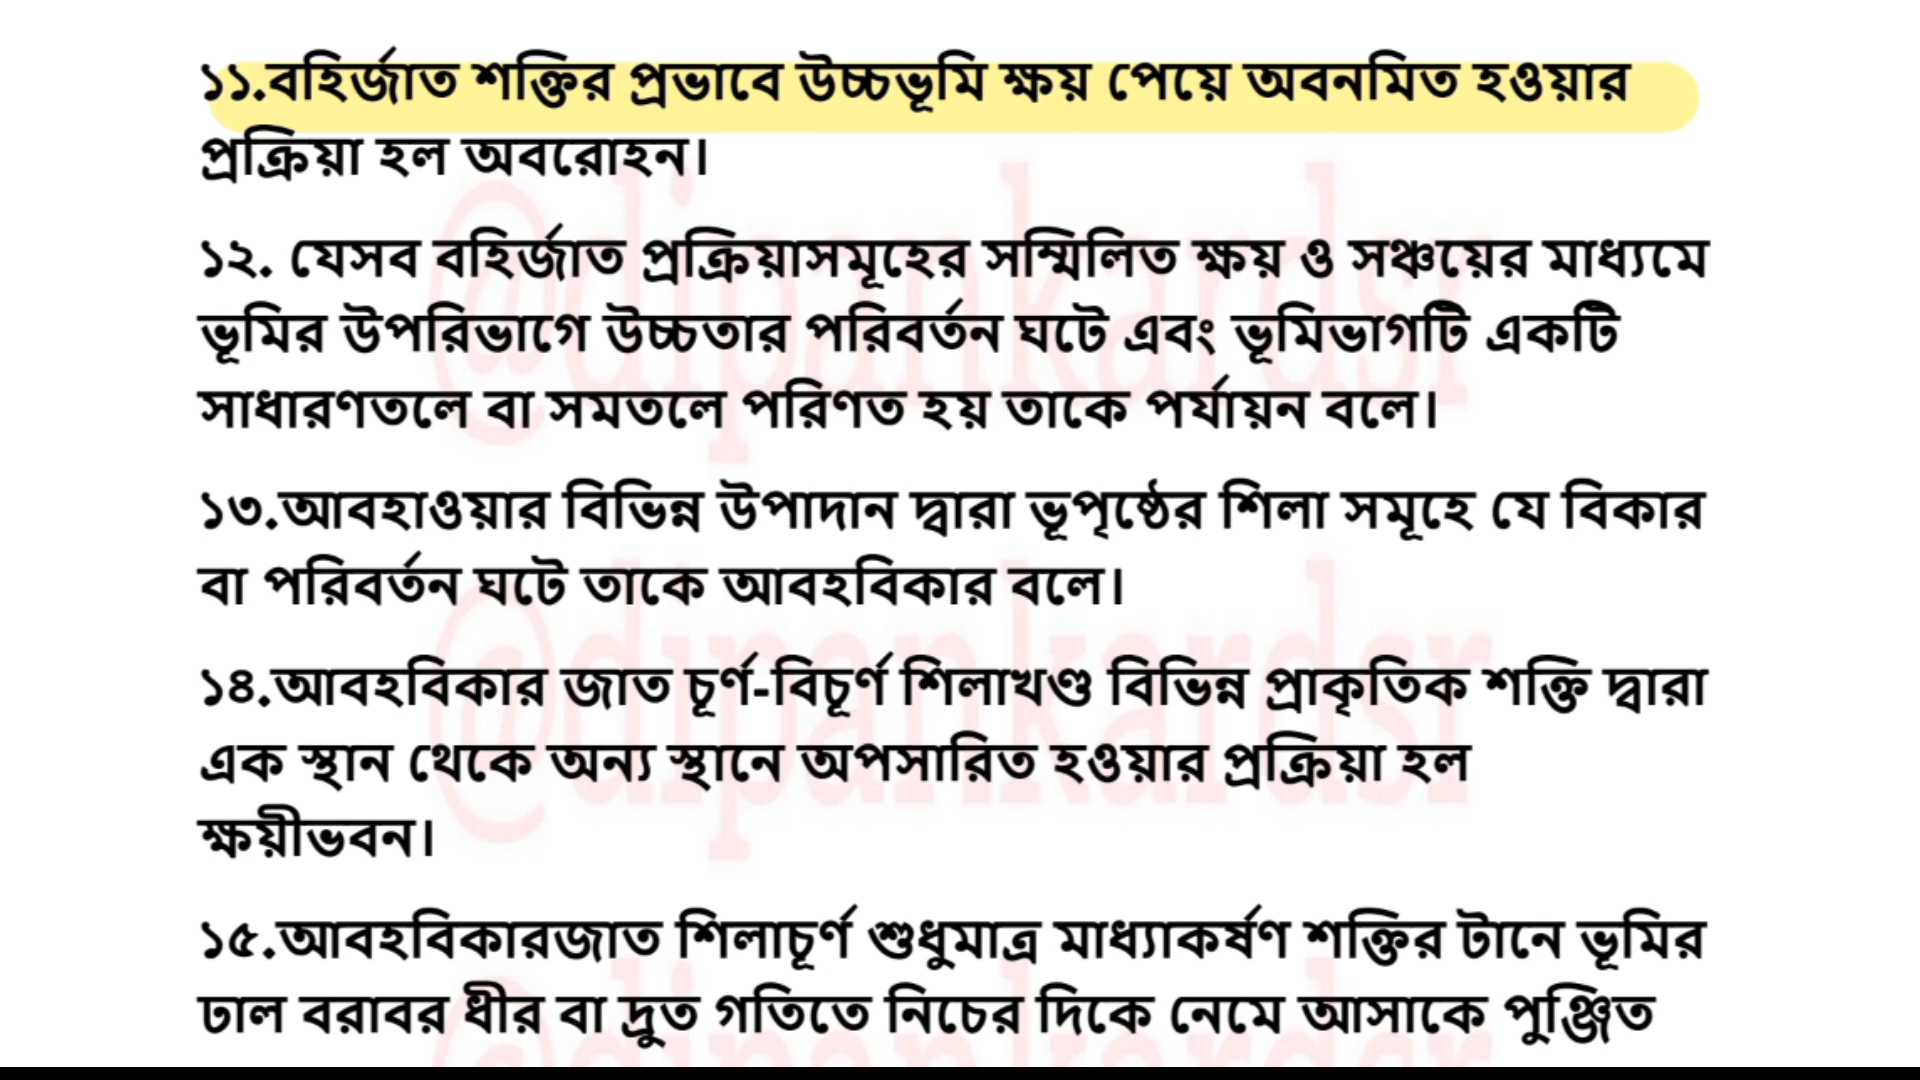 ১১.বহির্জাত শক্তির প্রভাবে উচ্চভূমি ক্ষয় পেয়ে অবনমিত হওয়ার
প্রক্রিয়া হল অবরোহন।
১২. যেসব বহির্জাত প্রক্রিয়াসমূহের সম্মিলিত ক্ষয় ও সঞ্চয়ের মাধ্যমে
ভূমির উপরিভাগে উচ্চতার পরিবর্তন ঘটে এবং ভূমিভাগটি একটি
সাধারণতলে বা সমতলে পরিণত হয় তাকে পর্যায়ন বলে।
১৩.আবহাওয়ার বিভিন্ন উপাদান দ্বারা ভূপৃষ্ঠের শিলা সমূহে যে বিকার
বা পরিবর্তন ঘটে তাকে আবহবিকার বলে।
১৪.আবহবিকার জাত চূর্ণ-বিচূর্ণ শিলাখণ্ড বিভিন্ন প্রাকৃতিক শক্তি দ্বারা
এক স্থান থেকে অন্য স্থানে অপসারিত হওয়ার প্রক্রিয়া হল
ক্ষয়ীভবন।
১৫.আবহবিকারজাত শিলাচূর্ণ শুধুমাত্র মাধ্যাকর্ষণ শক্তির টানে ভূমির
ঢাল বরাবর ধীর বা দ্রুত গতিতে নিচের দিকে নেমে আসাকে পুঞ্জিত
@dipankardsr
@dipankardsr
@dipankardsr